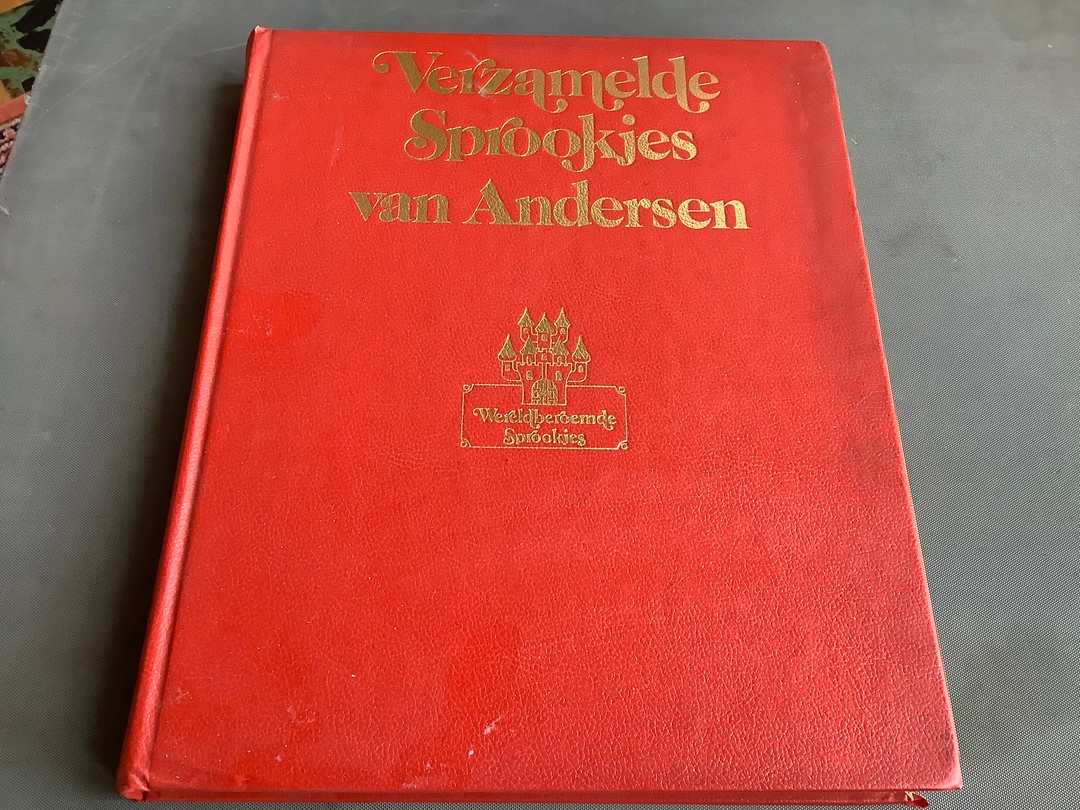 Verzamelde
Sprookjes
van Andersen
Wereldberoemde
Sprookjes